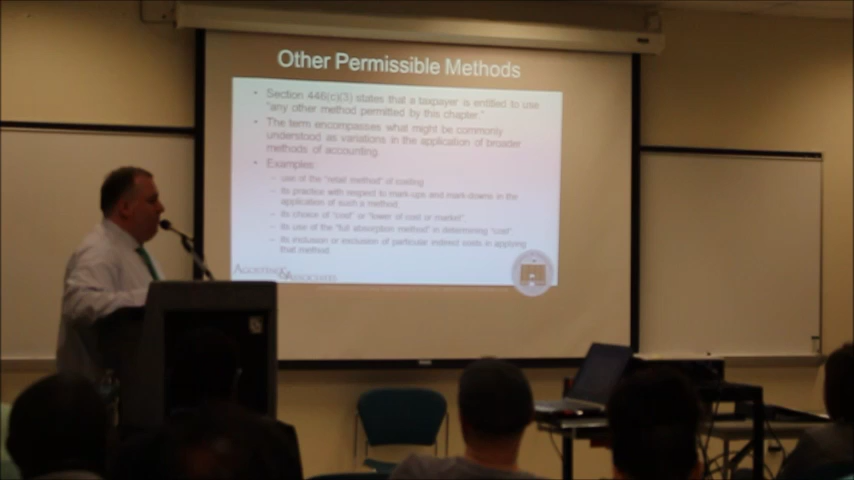 Other Permissible Methods
• Section 446(c)(3) states that a taxpayer is entitled to use
"any other method permitted by this chapter."
• The term encompasses what might be commonly
understood as variations in the application of broader
methods of accounting.
• Examples:
– use of the "retail method" of costing
– its practice with respect to mark-ups and mark-downs in the
application of such a method,
– its choice of "cost" or "lower of cost or market",
– its use of the "full absorption method" in determining "cost"
– its inclusion or exclusion of particular indirect costs in applying
that method
& ASSOCIATES